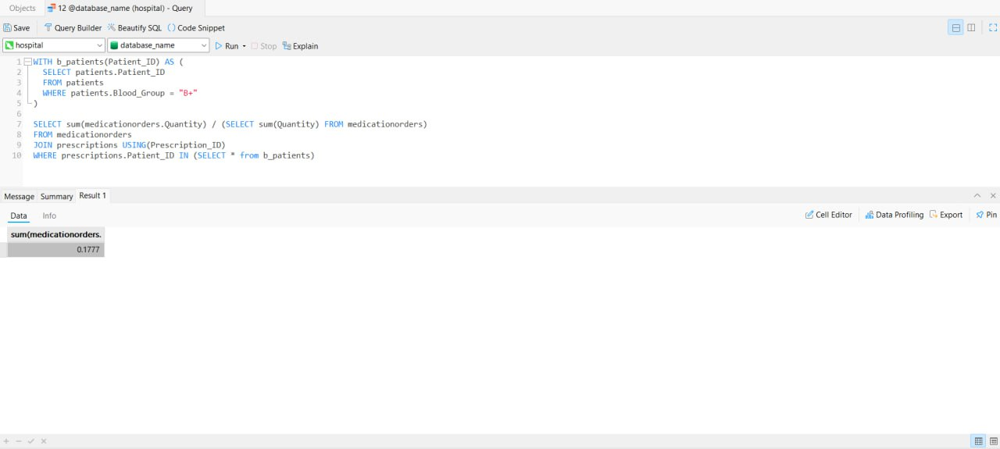 Objects 12 @database_name (hospital) - Query
Save Query Builder Beautify SQL () Code Snippet
hospital database_name Run Stop Explain
1 WITH b_patients(Patient_ID) AS (
2 SELECT patients.Patient_ID
3 FROM patients
4 WHERE patients.Blood_Group = "B+"
5 )
6
7 SELECT sum(medicationorders.Quantity) / (SELECT sum(Quantity) FROM medicationorders)
8 FROM medicationorders
9 JOIN prescriptions USING(Prescription_ID)
10 WHERE prescriptions.Patient_ID IN (SELECT * from b_patients)
Message Summary Result 1
Data Info Cell Editor Data Profiling Export Pin
sum(medicationorders.
0.1777